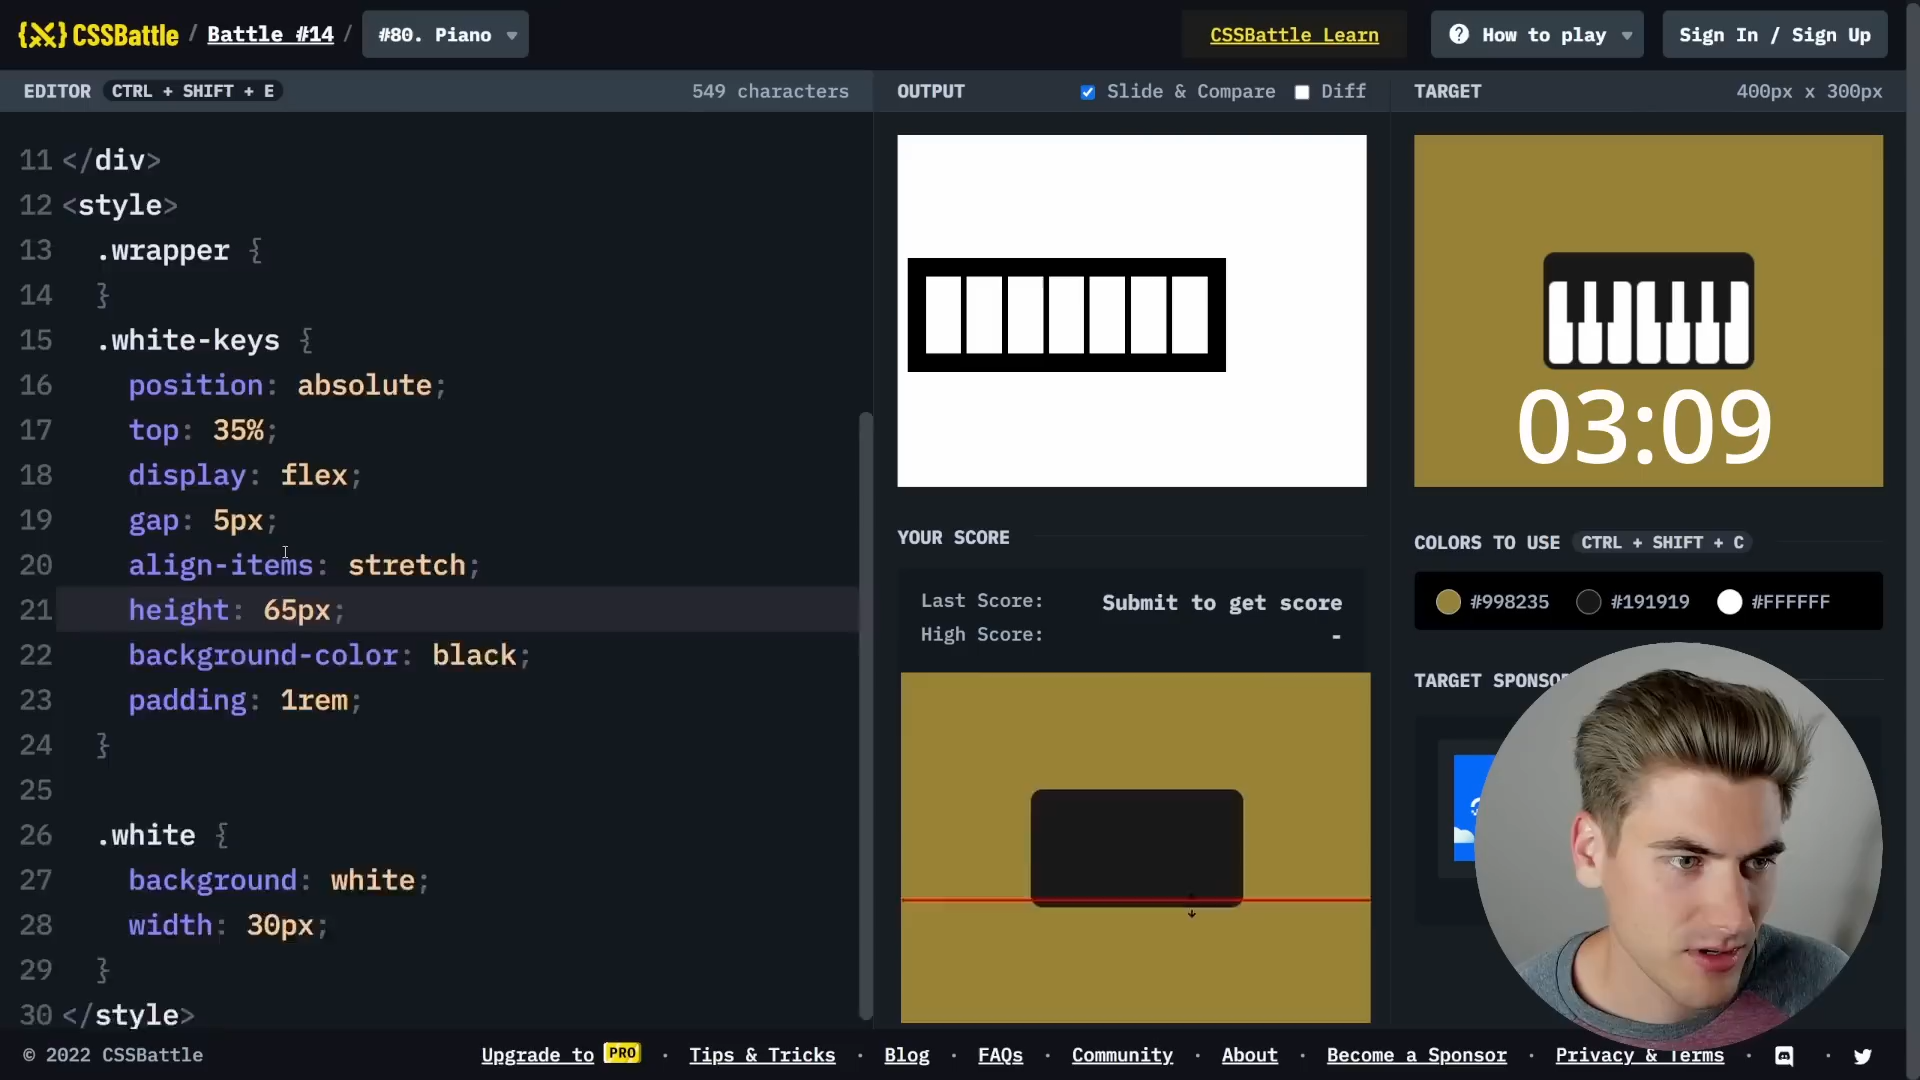 {X} CSSBattle / Battle #14 / #80. Piano ▾
CSSBattle Learn
How to play ▾
Sign In / Sign Up
EDITOR CTRL + SHIFT + E
549 characters
OUTPUT
Slide & Compare
Diff
TARGET
400px x 300px
11 </div>
12 <style>
13 .wrapper {
14 }
15 .white-keys {
16 position: absolute;
17 top: 35%;
18 display: flex;
19 gap: 5px;
20 align-items: stretch;
21 height: 65px;
22 background-color: black;
23 padding: 1rem;
24 }
25
26 .white {
27 background: white;
28 width: 30px;
29 }
30 </style>
03:09
YOUR SCORE
Last Score: Submit to get score
High Score: -
COLORS TO USE CTRL + SHIFT + C
#998235 #191919 #FFFFFF
TARGET SPONSO
© 2022 CSSBattle
Upgrade to PRO · Tips & Tricks · Blog · FAQs · Community · About · Become a Sponsor · Privacy & Terms